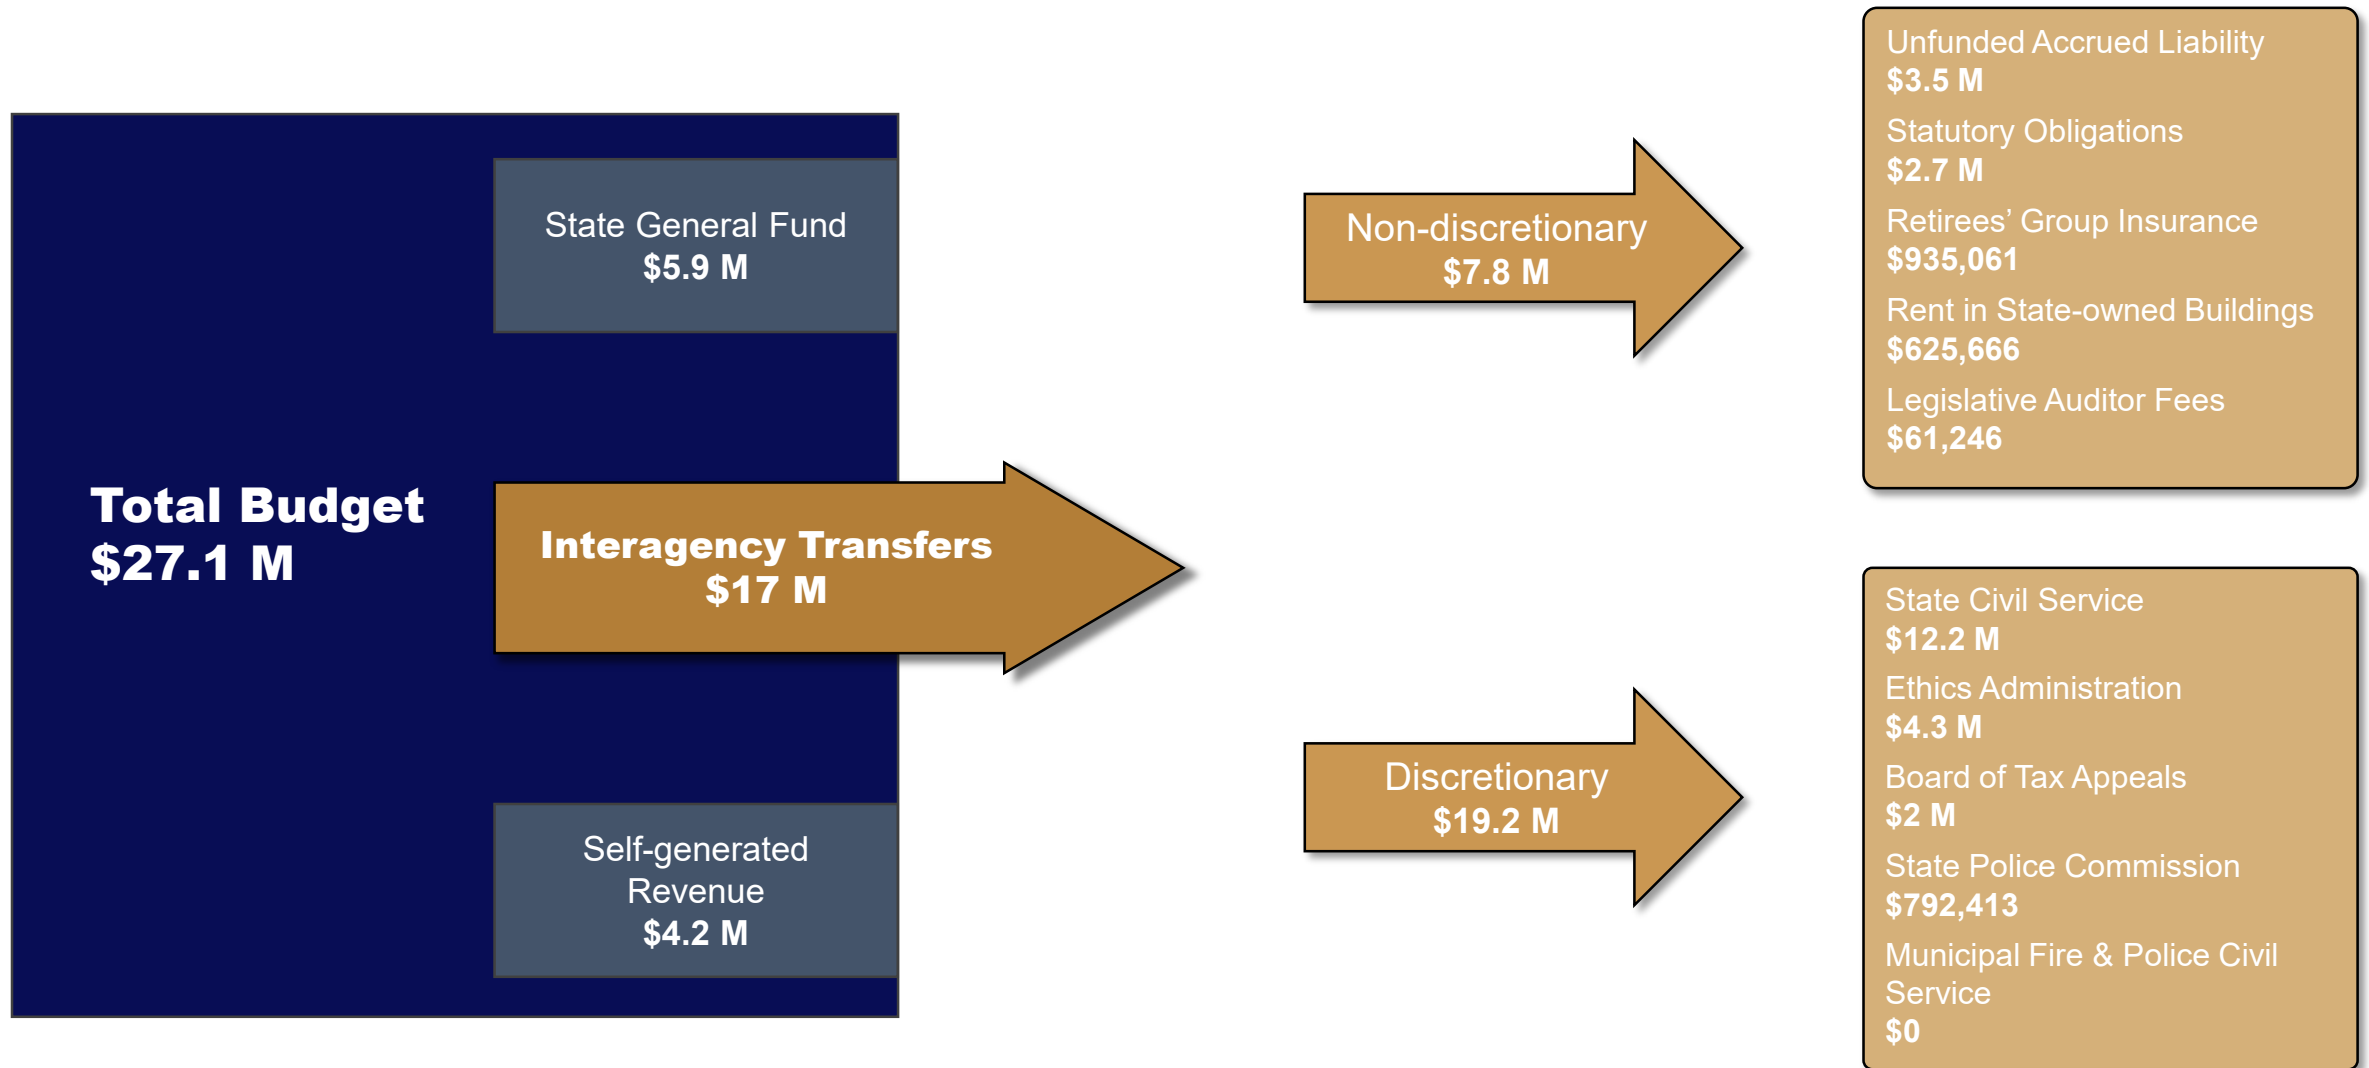 Total Budget
$27.1 M
State General Fund
$5.9 M
Interagency Transfers
$17 M
Self-generated
Revenue
$4.2 M
Non-discretionary
$7.8 M
Discretionary
$19.2 M
Unfunded Accrued Liability
$3.5 M
Statutory Obligations
$2.7 M
Retirees’ Group Insurance
$935,061
Rent in State-owned Buildings
$625,666
Legislative Auditor Fees
$61,246
State Civil Service
$12.2 M
Ethics Administration
$4.3 M
Board of Tax Appeals
$2 M
State Police Commission
$792,413
Municipal Fire & Police Civil
Service
$0